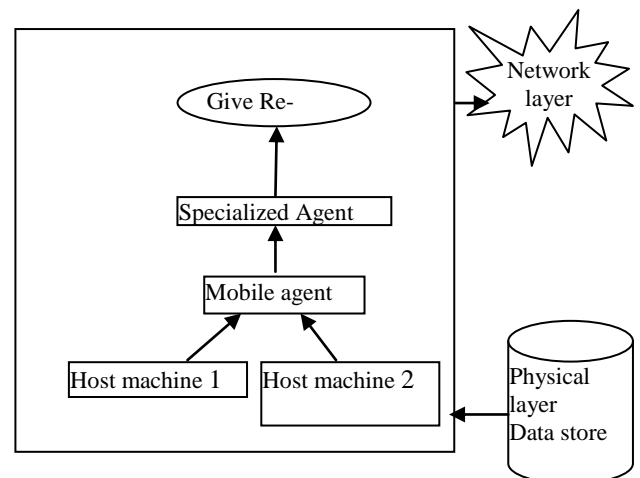 Network
layer
Give Re-
Specialized Agent
Mobile agent
Host machine 1
Host machine 2
Physical
layer
Data store